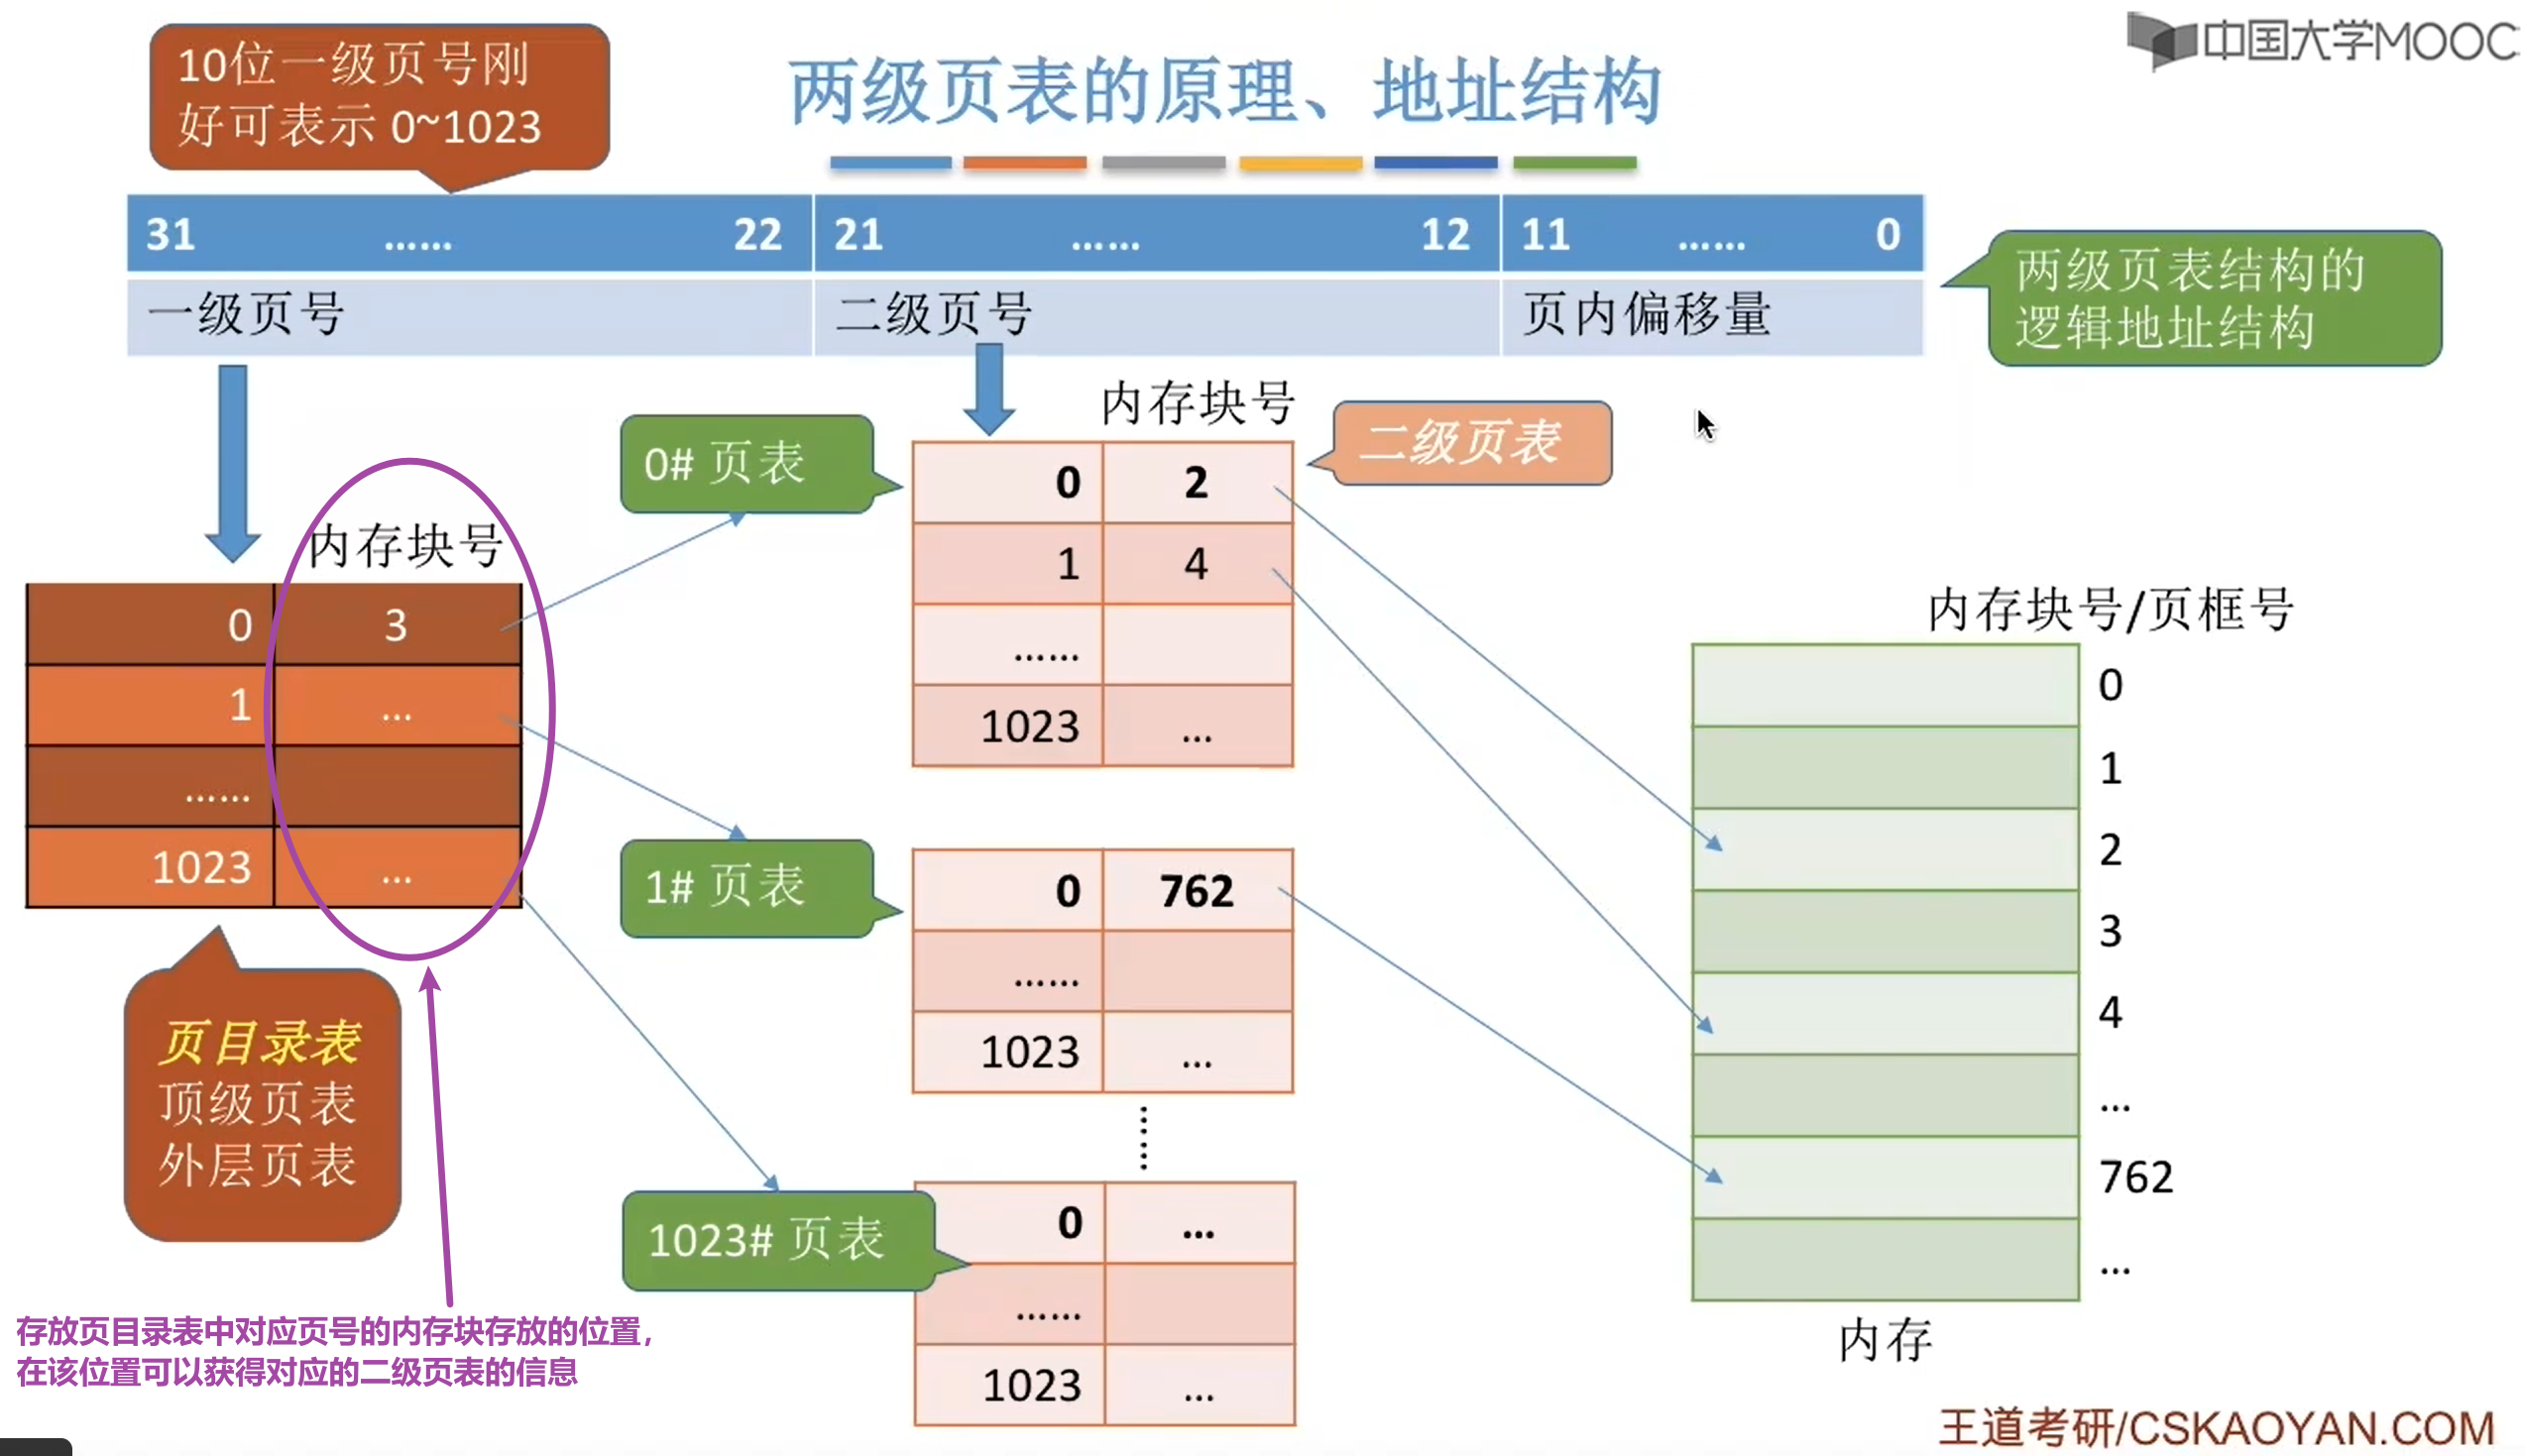 中国大学MOOC
10位一级页号刚
好可表示 0~1023
两级页表的原理、地址结构
31 …… 22 21 …… 12 11 …… 0
一级页号 二级页号 页内偏移量
两级页表结构的
逻辑地址结构
内存块号
0 3
1 …
……
1023 …
页目录表
顶级页表
外层页表
存放页目录表中对应页号的内存块存放的位置，
在该位置可以获得对应的二级页表的信息
0# 页表
内存块号
二级页表
0 2
1 4
……
1023 …
1# 页表
0 762
……
1023 …
……
1023# 页表
0 …
……
1023 …
内存块号/页框号
0
1
2
3
4
…
762
…
内存
王道考研/CSKAOYAN.COM